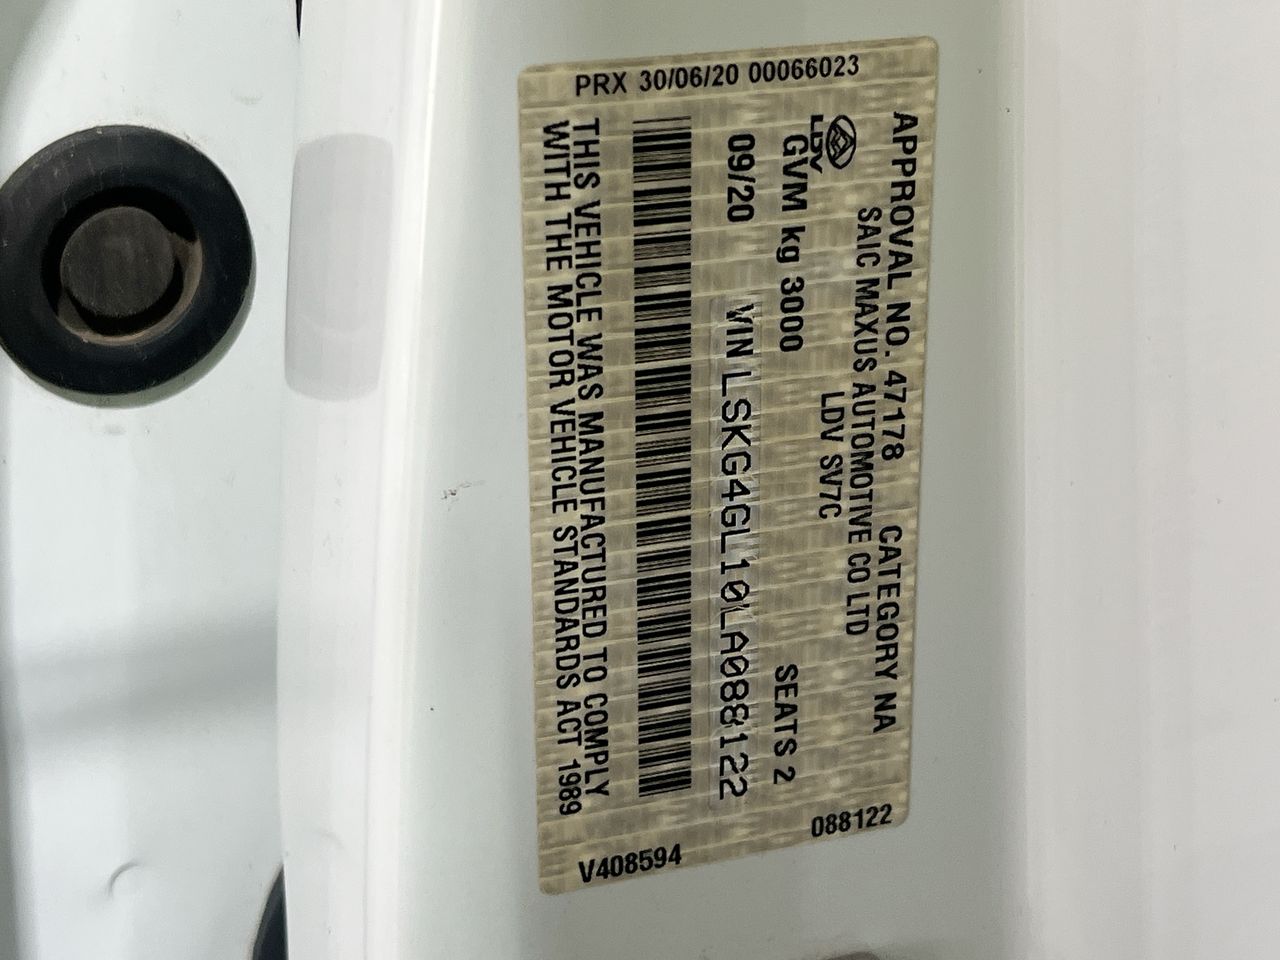 PRX 30/06/20 00066023
APPROVAL NO. 47178 CATEGORY NA
SAIC MAXUS AUTOMOTIVE CO LTD
LDV
LDV SV7C
GVM kg 3000 SEATS 2
09/20 VIN LSKG4GL10LA088122
THIS VEHICLE WAS MANUFACTURED TO COMPLY
WITH THE MOTOR VEHICLE STANDARDS ACT 1989
V408594 088122